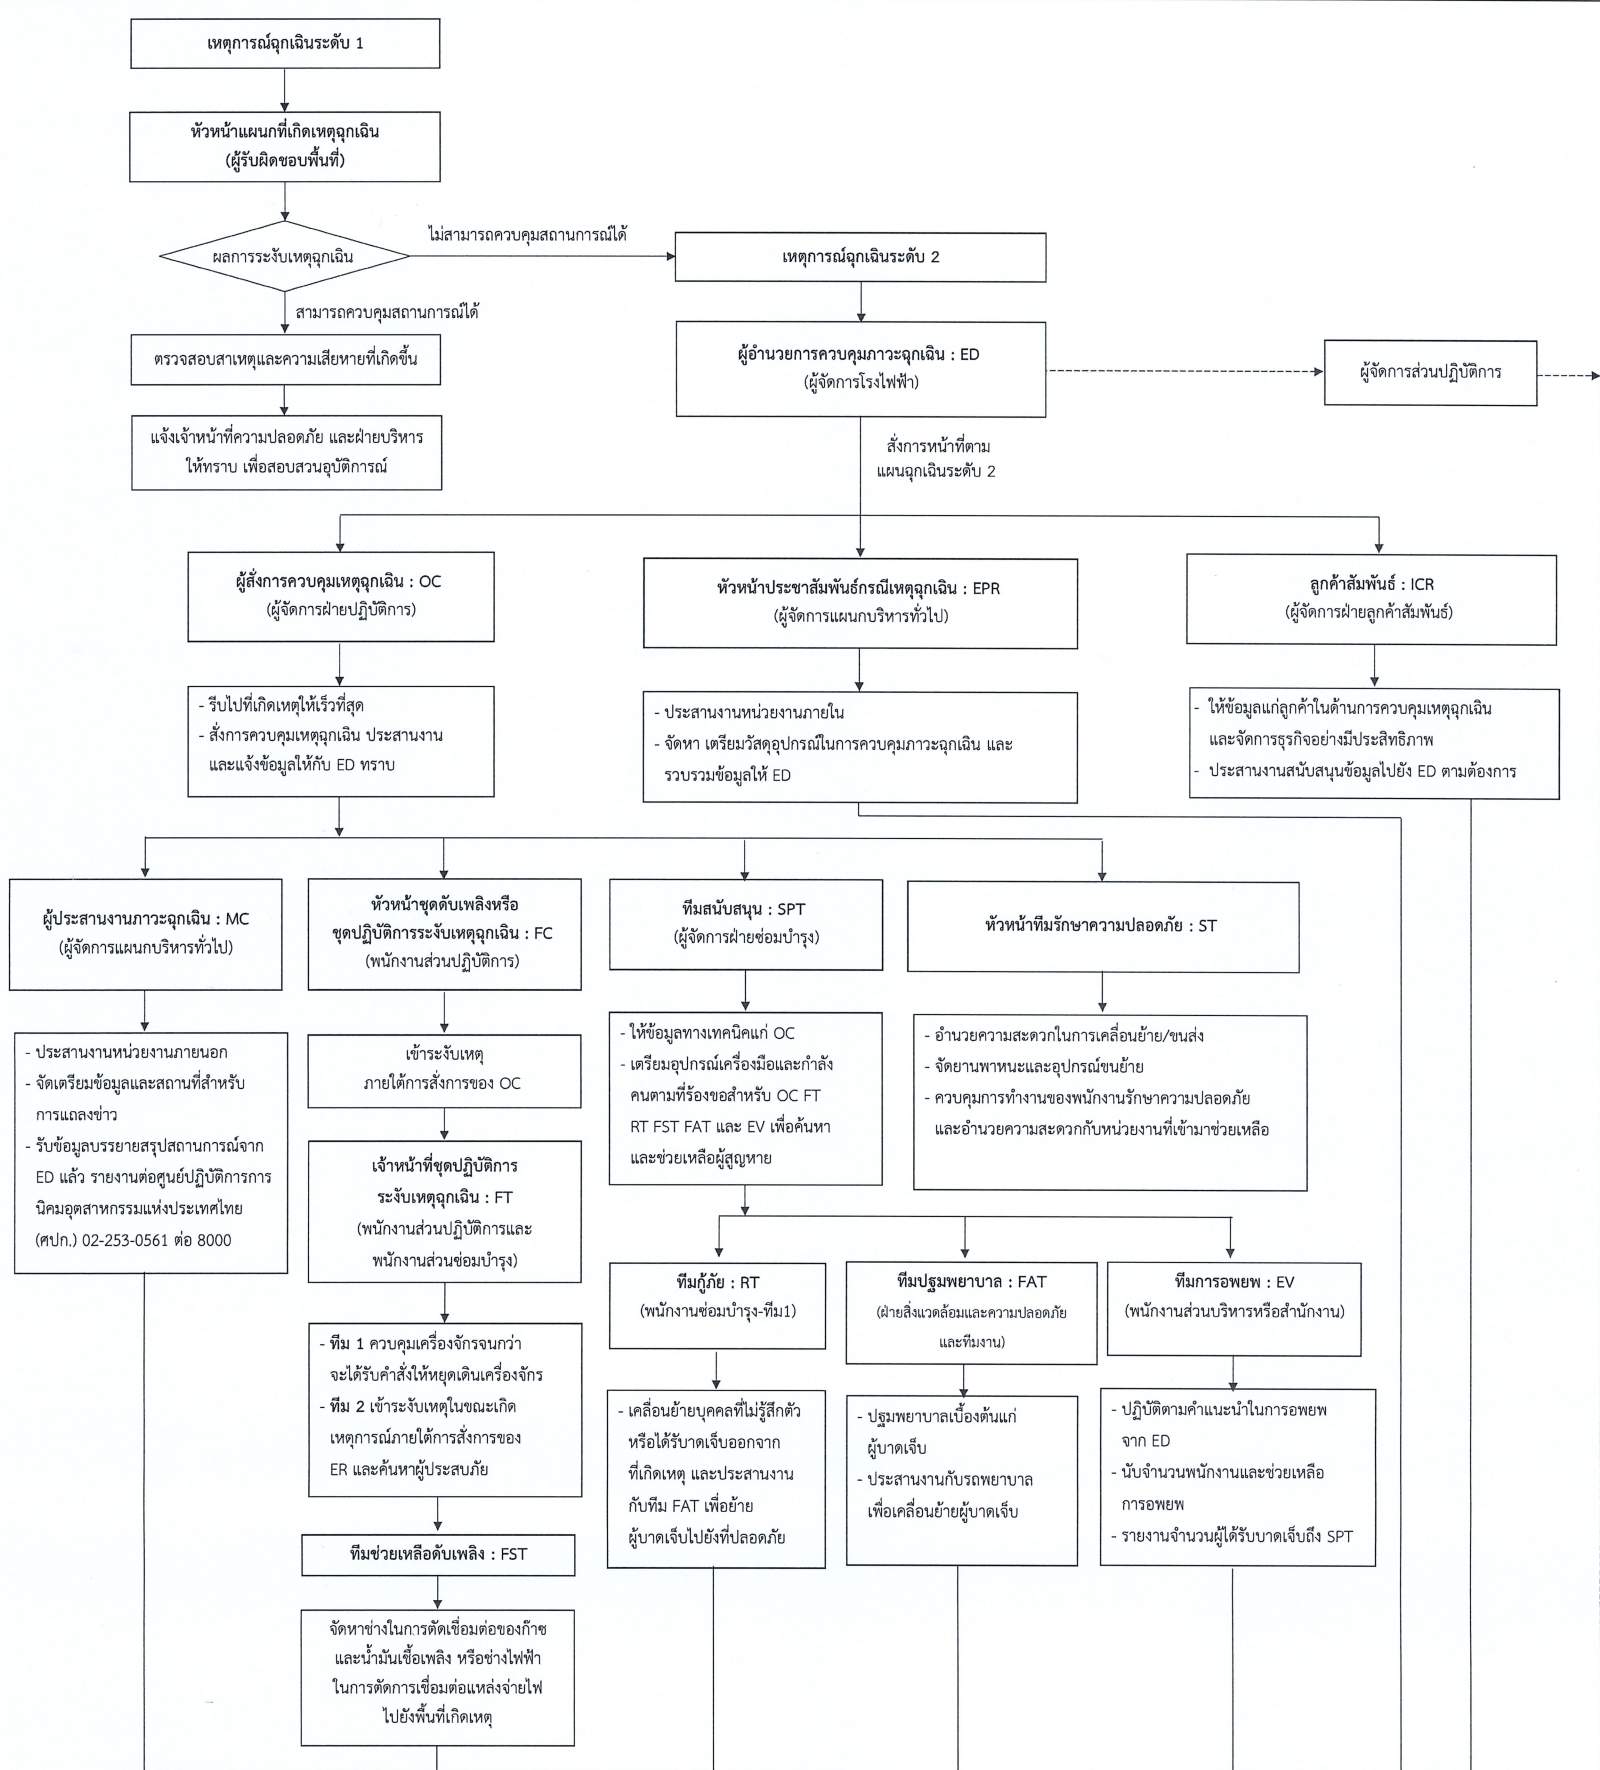 เหตุการณ์ฉุกเฉินระดับ 1
หัวหน้าแผนกที่เกิดเหตุฉุกเฉิน
(ผู้รับผิดชอบพื้นที่)
ผลการระงับเหตุฉุกเฉิน
ไม่สามารถควบคุมสถานการณ์ได้
สามารถควบคุมสถานการณ์ได้
ตรวจสอบสาเหตุและความเสียหายที่เกิดขึ้น
แจ้งเจ้าหน้าที่ความปลอดภัย และฝ่ายบริหาร
ให้ทราบ เพื่อสอบสวนอุบัติการณ์
เหตุการณ์ฉุกเฉินระดับ 2
ผู้อำนวยการควบคุมภาวะฉุกเฉิน : ED
(ผู้จัดการโรงไฟฟ้า)
ผู้จัดการส่วนปฏิบัติการ
สั่งการหน้าที่ตาม
แผนฉุกเฉินระดับ 2
ผู้สั่งการควบคุมเหตุฉุกเฉิน : OC
(ผู้จัดการฝ่ายปฏิบัติการ)
หัวหน้าประชาสัมพันธ์กรณีเหตุฉุกเฉิน : EPR
(ผู้จัดการแผนกบริหารทั่วไป)
ลูกค้าสัมพันธ์ : ICR
(ผู้จัดการฝ่ายลูกค้าสัมพันธ์)
- รีบไปที่เกิดเหตุให้เร็วที่สุด
- สั่งการควบคุมเหตุฉุกเฉิน ประสานงาน
และแจ้งข้อมูลให้กับ ED ทราบ
- ประสานงานหน่วยงานภายใน
- จัดหา เตรียมวัสดุอุปกรณ์ในการควบคุมภาวะฉุกเฉิน และ
รวบรวมข้อมูลให้ ED
- ให้ข้อมูลแก่ลูกค้าในด้านการควบคุมเหตุฉุกเฉิน
และจัดการธุรกิจอย่างมีประสิทธิภาพ
- ประสานงานสนับสนุนข้อมูลไปยัง ED ตามต้องการ
ผู้ประสานงานภาวะฉุกเฉิน : MC
(ผู้จัดการแผนกบริหารทั่วไป)
หัวหน้าชุดดับเพลิงหรือ
ชุดปฏิบัติการระงับเหตุฉุกเฉิน : FC
(พนักงานส่วนปฏิบัติการ)
ทีมสนับสนุน : SPT
(ผู้จัดการฝ่ายซ่อมบำรุง)
หัวหน้าทีมรักษาความปลอดภัย : ST
- ประสานงานหน่วยงานภายนอก
- จัดเตรียมข้อมูลและสถานที่สำหรับ
การแถลงข่าว
- รับข้อมูลบรรยายสรุปสถานการณ์จาก
ED แล้ว รายงานต่อศูนย์ปฏิบัติการการ
นิคมอุตสาหกรรมแห่งประเทศไทย
(ศปก.) 02-253-0561 ต่อ 8000
เข้าระงับเหตุ
ภายใต้การสั่งการของ OC
- ให้ข้อมูลทางเทคนิคแก่ OC
- เตรียมอุปกรณ์เครื่องมือและกำลัง
คนตามที่ร้องขอสำหรับ OC FT
RT FST FAT และ EV เพื่อค้นหา
และช่วยเหลือผู้สูญหาย
- อำนวยความสะดวกในการเคลื่อนย้าย/ขนส่ง
- จัดยานพาหนะและอุปกรณ์ขนย้าย
- ควบคุมการทำงานของพนักงานรักษาความปลอดภัย
และอำนวยความสะดวกกับหน่วยงานที่เข้ามาช่วยเหลือ
เจ้าหน้าที่ชุดปฏิบัติการ
ระงับเหตุฉุกเฉิน : FT
(พนักงานส่วนปฏิบัติการและ
พนักงานส่วนซ่อมบำรุง)
ทีมกู้ภัย : RT
(พนักงานซ่อมบำรุง-ทีม1)
ทีมปฐมพยาบาล : FAT
(ฝ่ายสิ่งแวดล้อมและความปลอดภัย
และทีมงาน)
ทีมการอพยพ : EV
(พนักงานส่วนบริหารหรือสำนักงาน)
- ทีม 1 ควบคุมเครื่องจักรจนกว่า
จะได้รับคำสั่งให้หยุดเดินเครื่องจักร
- ทีม 2 เข้าระงับเหตุในขณะเกิด
เหตุการณ์ภายใต้การสั่งการของ
ER และค้นหาผู้ประสบภัย
- เคลื่อนย้ายบุคคลที่ไม่รู้สึกตัว
หรือได้รับบาดเจ็บออกจาก
ที่เกิดเหตุ และประสานงาน
กับทีม FAT เพื่อย้าย
ผู้บาดเจ็บไปยังที่ปลอดภัย
- ปฐมพยาบาลเบื้องต้นแก่
ผู้บาดเจ็บ
- ประสานงานกับรถพยาบาล
เพื่อเคลื่อนย้ายผู้บาดเจ็บ
- ปฏิบัติตามคำแนะนำในการอพยพ
จาก ED
- นับจำนวนพนักงานและช่วยเหลือ
การอพยพ
- รายงานจำนวนผู้ได้รับบาดเจ็บถึง SPT
ทีมช่วยเหลือดับเพลิง : FST
จัดหาช่างในการตัดเชื่อมต่อของก๊าซ
และน้ำมันเชื้อเพลิง หรือช่างไฟฟ้า
ในการตัดการเชื่อมต่อแหล่งจ่ายไฟ
ไปยังพื้นที่เกิดเหตุ